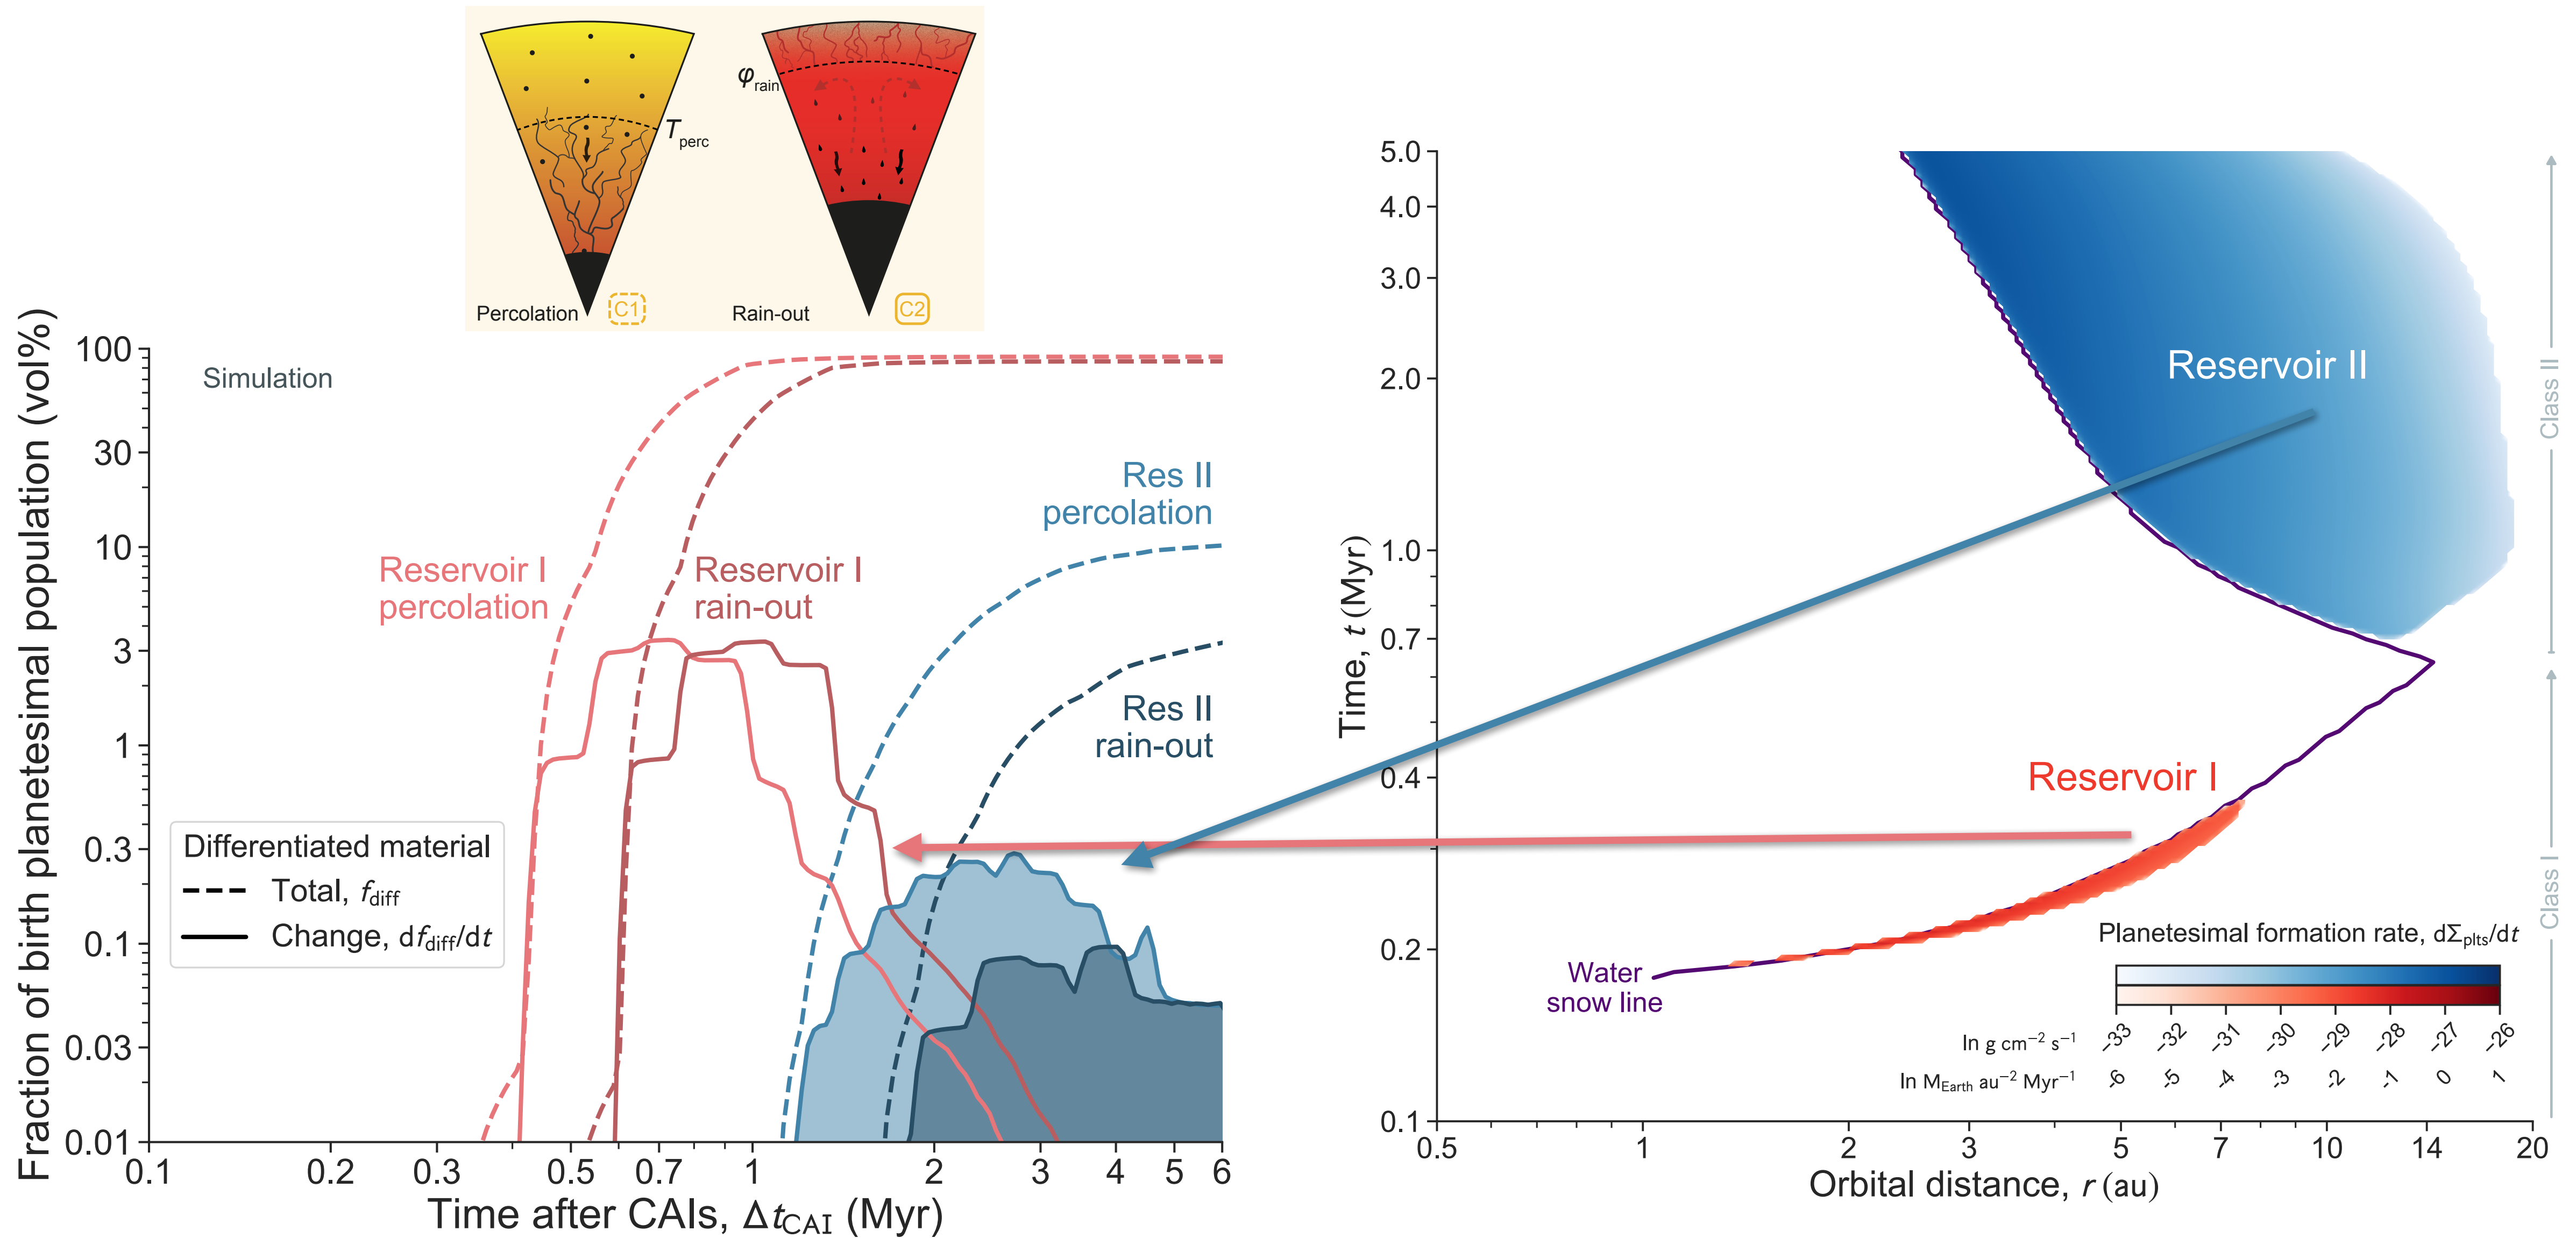 T perc
φ rain
Percolation C1
Rain-out C2
Fraction of birth planetesimal population (vol%)
100
30
10
3
1
0.3
0.1
0.03
0.01
Simulation
Reservoir I
percolation
Reservoir I
rain-out
Res II
percolation
Res II
rain-out
Differentiated material
Total, fdiff
Change, dfdiff/dt
0.1 0.2 0.3 0.5 0.7 1 2 3 4 5 6
Time after CAIs, ΔtCAI (Myr)
Time, t (Myr)
5.0
4.0
3.0
2.0
1.0
0.7
0.4
0.2
0.1
Reservoir II
Reservoir I
Water
snow line
Planetesimal formation rate, dΣplts/dt
-33 -32 -31 -30 -29 -28 -27 -26
ln g cm⁻² s⁻¹
ln MEarth au⁻² Myr⁻¹
-6 -5 -4 -3 -2 -1 0 1
0.5 1 2 3 5 7 10 14 20
Orbital distance, r (au)
Class II
Class I